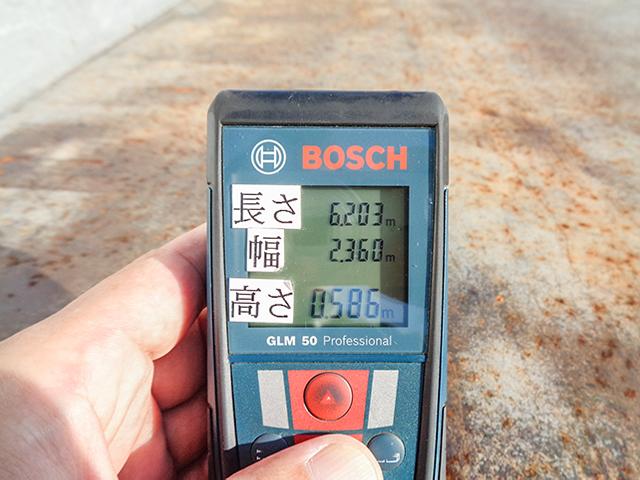 BOSCH
長さ 6.203m
幅 2.360m
高さ 0.586m
GLM 50 Professional